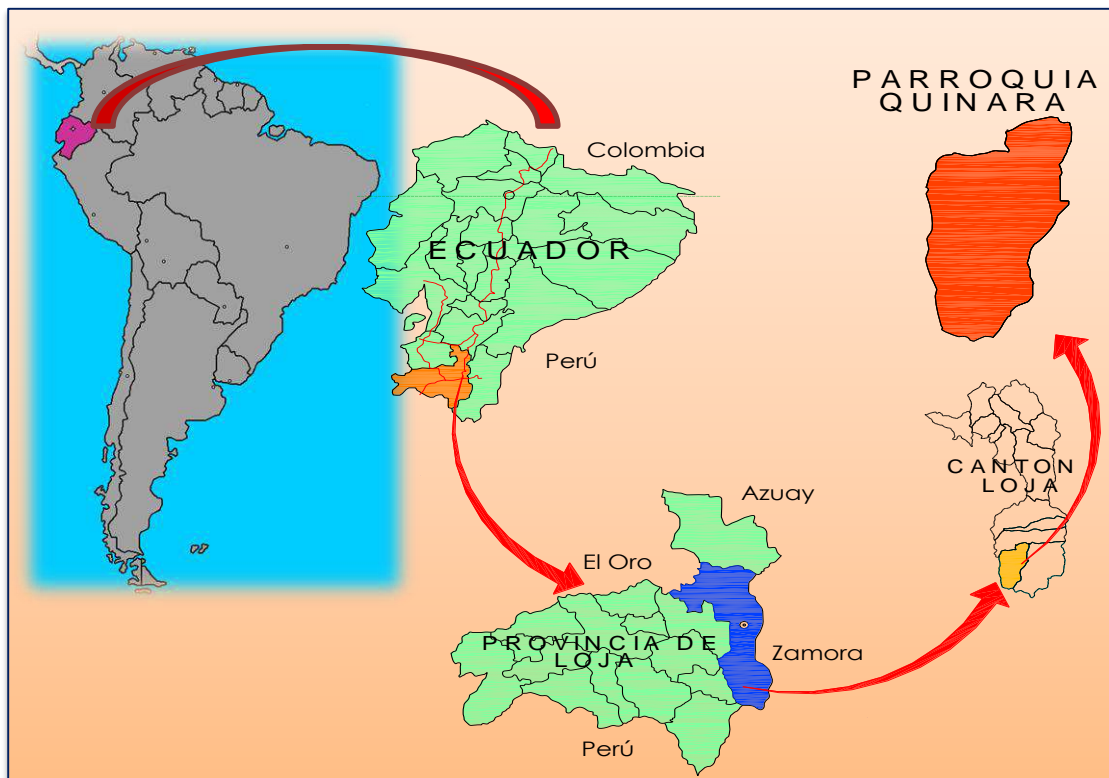 PARROQUIA
QUINARA
Colombia
ECUADOR
Perú
CANTON
LOJA
Azuay
El Oro
PROVINCIA DE
LOJA
Zamora
Perú